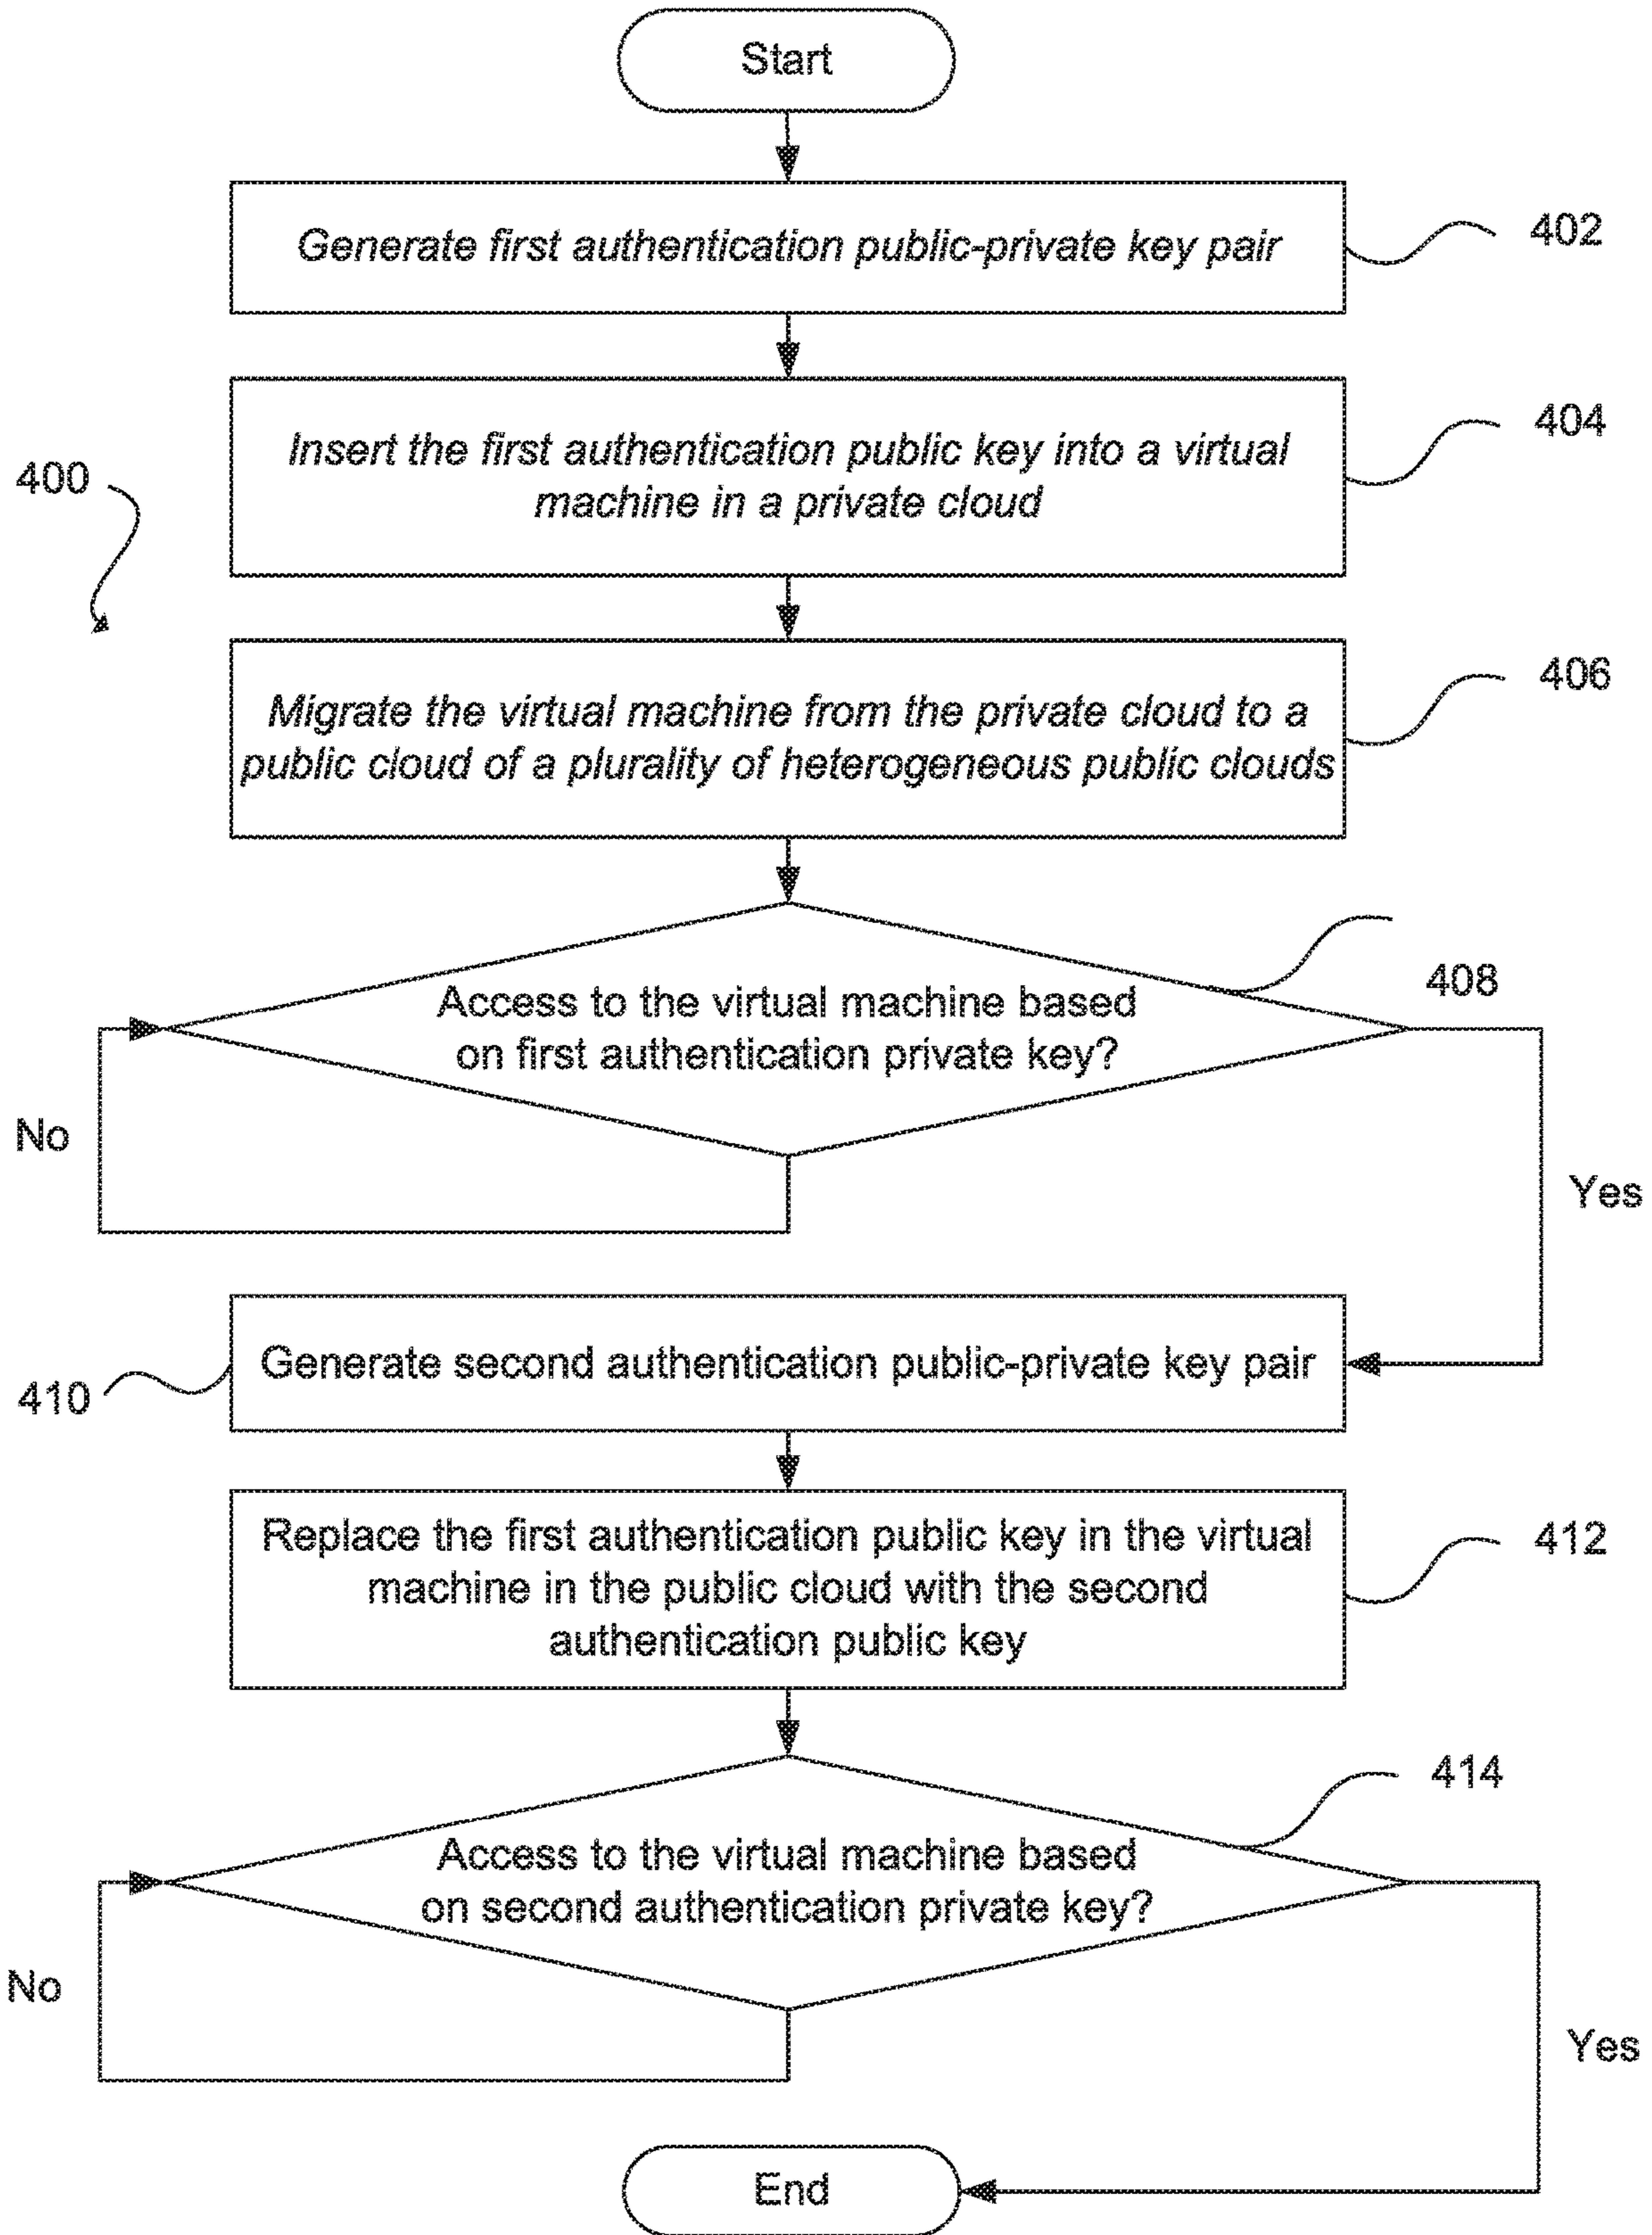 Start
Generate first authentication public-private key pair
402
Insert the first authentication public key into a virtual
machine in a private cloud
404
400
Migrate the virtual machine from the private cloud to a
public cloud of a plurality of heterogeneous public clouds
406
Access to the virtual machine based
on first authentication private key?
408
No
Yes
Generate second authentication public-private key pair
410
Replace the first authentication public key in the virtual
machine in the public cloud with the second
authentication public key
412
Access to the virtual machine based
on second authentication private key?
414
No
Yes
End